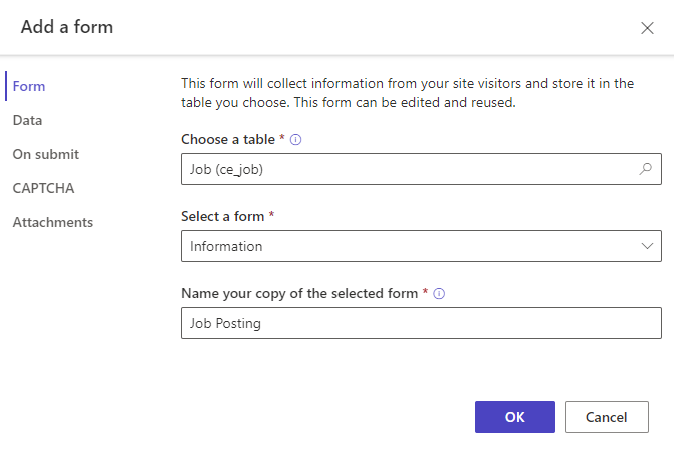 Add a form
Form
Data
On submit
CAPTCHA
Attachments
This form will collect information from your site visitors and store it in the
table you choose. This form can be edited and reused.
Choose a table *
Job (ce_job)
Select a form *
Information
Name your copy of the selected form *
Job Posting
OK
Cancel